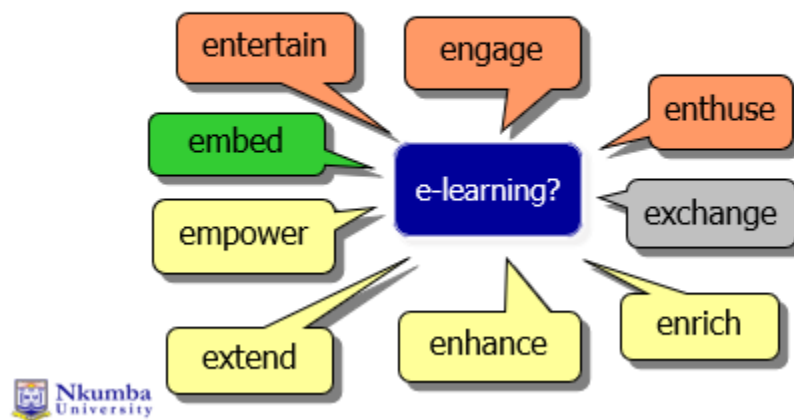 entertain
engage
enthuse
embed
e-learning?
empower
exchange
extend
enhance
enrich
Nkumba
University